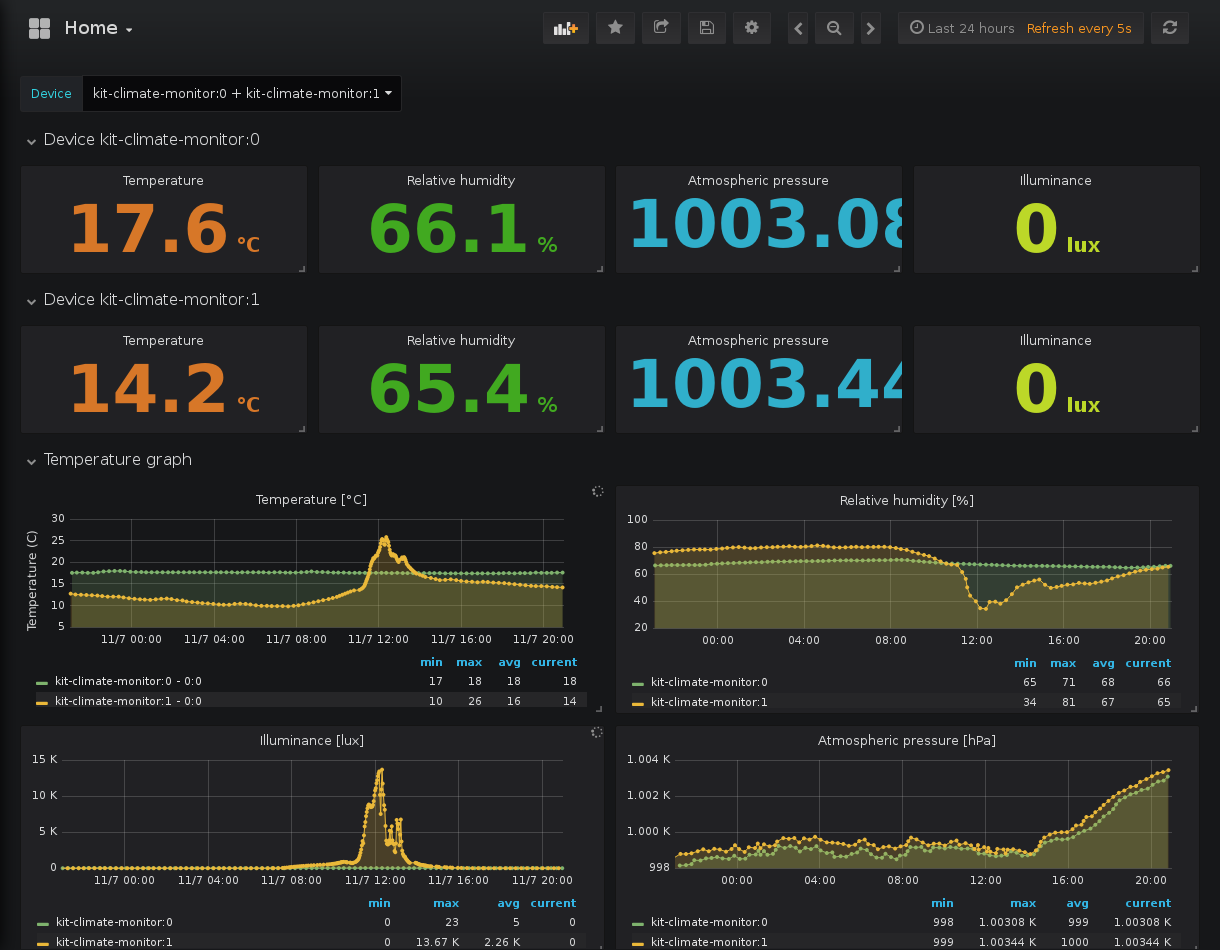 Home
Last 24 hours Refresh every 5s
Device kit-climate-monitor:0 + kit-climate-monitor:1
Device kit-climate-monitor:0
Temperature Relative humidity Atmospheric pressure Illuminance
17.6 °C 66.1 % 1003.08 0 lux
Device kit-climate-monitor:1
Temperature Relative humidity Atmospheric pressure Illuminance
14.2 °C 65.4 % 1003.44 0 lux
Temperature graph
Temperature [°C]
Temperature (C)
30
25
20
15
10
5
11/7 00:00 11/7 04:00 11/7 08:00 11/7 12:00 11/7 16:00 11/7 20:00
min max avg current
kit-climate-monitor:0 - 0:0 17 18 18 18
kit-climate-monitor:1 - 0:0 10 26 16 14
Relative humidity [%]
100
80
60
40
20
00:00 04:00 08:00 12:00 16:00 20:00
min max avg current
kit-climate-monitor:0 65 71 68 66
kit-climate-monitor:1 34 81 67 65
Illuminance [lux]
15 K
10 K
5 K
0
11/7 00:00 11/7 04:00 11/7 08:00 11/7 12:00 11/7 16:00 11/7 20:00
min max avg current
kit-climate-monitor:0 0 23 5 0
kit-climate-monitor:1 0 13.67 K 2.26 K 0
Atmospheric pressure [hPa]
1.004 K
1.002 K
1.000 K
998
00:00 04:00 08:00 12:00 16:00 20:00
min max avg current
kit-climate-monitor:0 998 1.00308 K 999 1.00308 K
kit-climate-monitor:1 999 1.00344 K 1000 1.00344 K